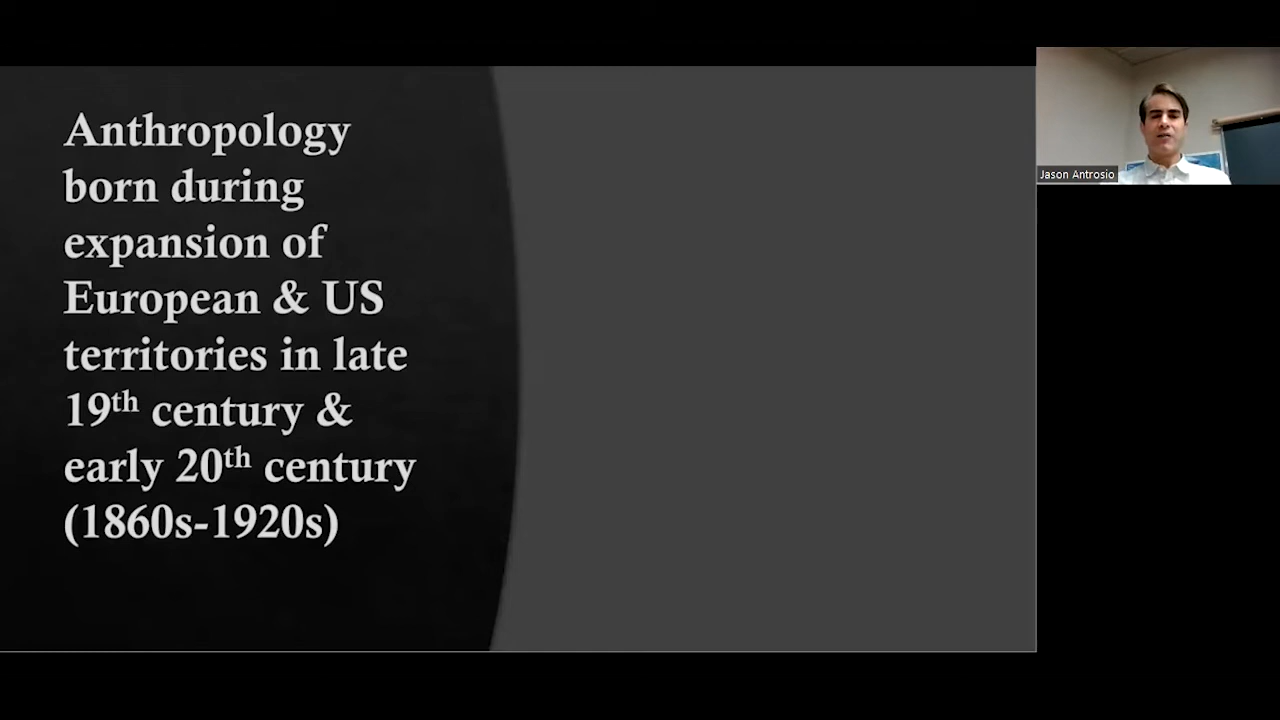 Anthropology
born during
expansion of
European & US
territories in late
19th century &
early 20th century
(1860s-1920s)
Jason Antrosio